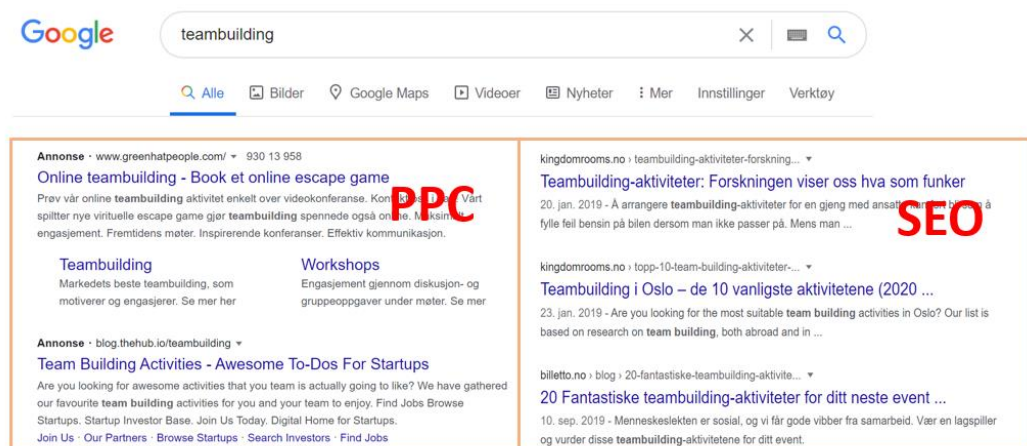 Google
teambuilding
Alle Bilder Google Maps Videoer Nyheter Mer Innstillinger Verktøy
Annonse · www.greenhatpeople.com/ 930 13 958
Online teambuilding - Book et online escape game
Prøv vår online teambuilding aktivitet enkelt over videokonferanse. Vårt
spiltter nye virituelle escape game gjør teambuilding spennede også
engasjement. Fremtidens møter. Inspirerende konferanser. Effektiv kommunikasjon.
PPC
Teambuilding
Markedets beste teambuilding, som
motiverer og engasjerer. Se mer her
Workshops
Engasjement gjennom diskusjon- og
gruppeoppgaver under møter. Se mer
Annonse · blog.thehub.io/teambuilding
Team Building Activities - Awesome To-Dos For Startups
Are you looking for awesome activities that you team is actually going to like? We have gathered
our favourite team building activities for you and your team to enjoy. Find Jobs Browse
Startups. Startup Investor Base. Join Us Today. Digital Home for Startups.
Join Us · Our Partners · Browse Startups · Search Investors · Find Jobs
kingdomrooms.no › teambuilding-aktiviteter-forskning...
Teambuilding-aktiviteter: Forskningen viser oss hva som funker
20. jan. 2019 - Å arrangere teambuilding-aktiviteter for en gjeng med å
fylle feil bensin på bilen dersom man ikke passer på. Mens man ...
SEO
kingdomrooms.no › topp-10-team-building-aktiviteter-...
Teambuilding i Oslo – de 10 vanligste aktivitetene (2020 ...
23. jan. 2019 - Are you looking for the most suitable team building activities in Oslo? Our list is
based on research on team building, both abroad and in ...
billetto.no › blog › 20-fantastiske-teambuilding-aktivite...
20 Fantastiske teambuilding-aktiviteter for ditt neste event ...
10. sep. 2019 - Menneskeslekten er sosial, og vi får gode vibber fra samarbeid. Vær en lagspiller
og vurder disse teambuilding-aktivitetene for ditt event.